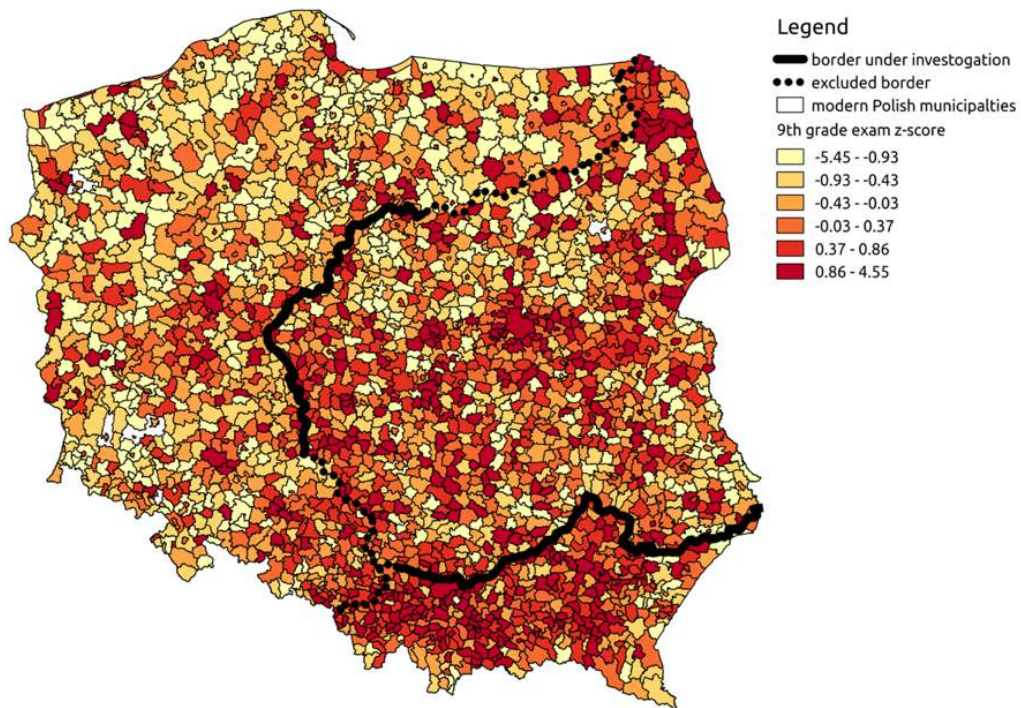 Legend
border under investogation
excluded border
modern Polish municipalties
9th grade exam z-score
-5.45 - -0.93
-0.93 - -0.43
-0.43 - -0.03
-0.03 - 0.37
0.37 - 0.86
0.86 - 4.55